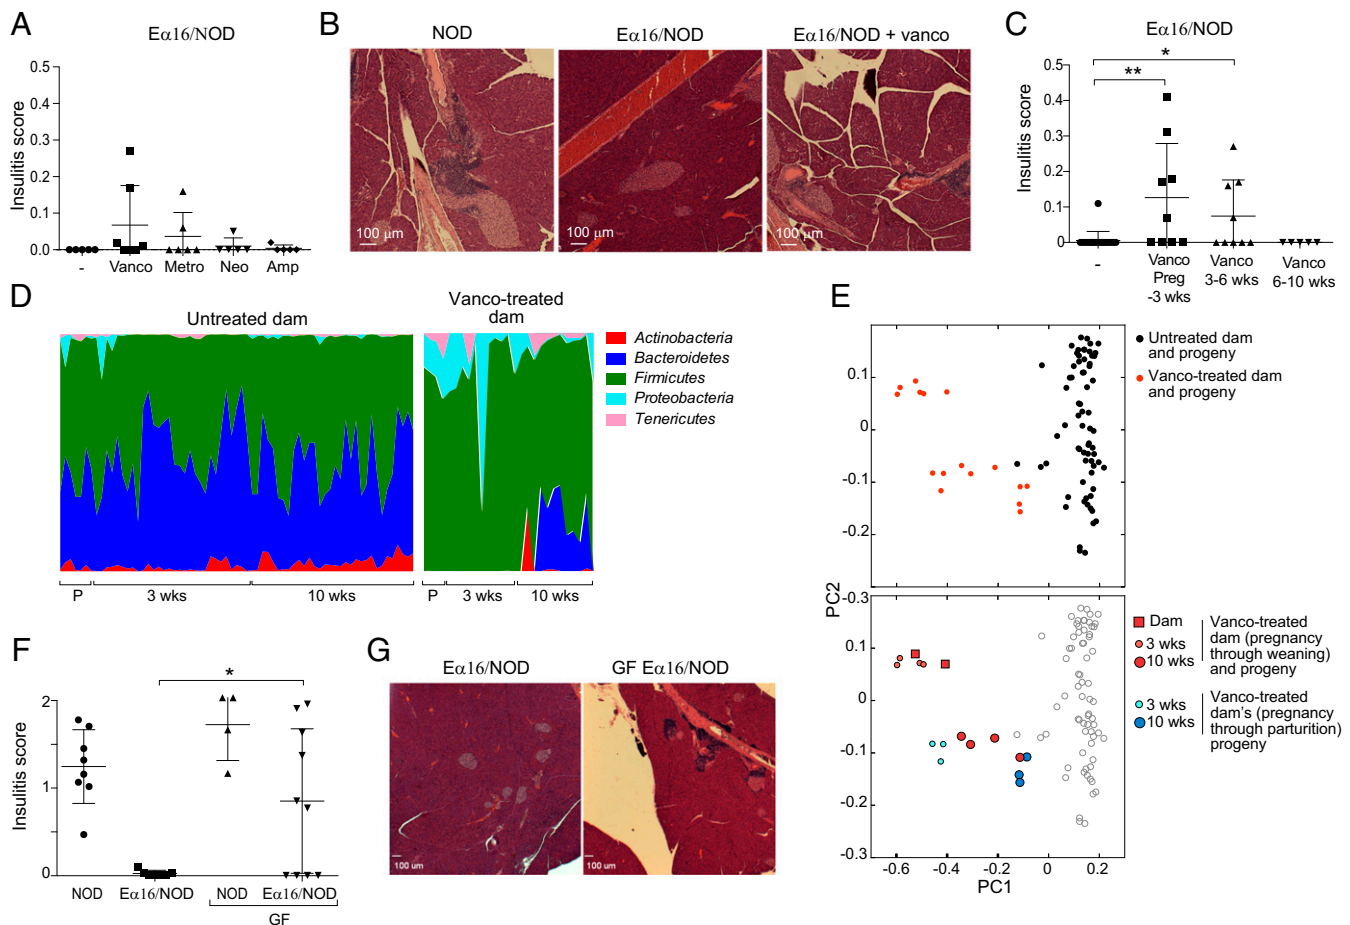 A
Eα16/NOD
Insulitis score
0.5
0.4
0.3
0.2
0.1
0.0
-
Vanco
Metro
Neo
Amp
B
NOD
Eα16/NOD
Eα16/NOD + vanco
100 µm
100 µm
100 µm
C
Eα16/NOD
Insulitis score
0.5
0.4
0.3
0.2
0.1
0
*
**
-
Vanco
Preg
-3 wks
Vanco
3-6 wks
Vanco
6-10 wks
D
Untreated dam
Vanco-treated
dam
P
3 wks
10 wks
P
3 wks
10 wks
Actinobacteria
Bacteroidetes
Firmicutes
Proteobacteria
Tenericutes
E
0.1
0
-0.1
-0.2
-0.3
0.1
0
-0.1
-0.2
-0.3
PC2
-0.6
-0.4
-0.2
0
0.2
PC1
Untreated dam
and progeny
Vanco-treated dam
and progeny
Dam
3 wks
10 wks
Vanco-treated
dam (pregnancy
through weaning)
and progeny
3 wks
10 wks
Vanco-treated
dam's (pregnancy
through parturition)
progeny
F
Insulitis score
2
1
0
*
NOD
Eα16/NOD
NOD
Eα16/NOD
GF
G
Eα16/NOD
GF Eα16/NOD
100 um
100 um